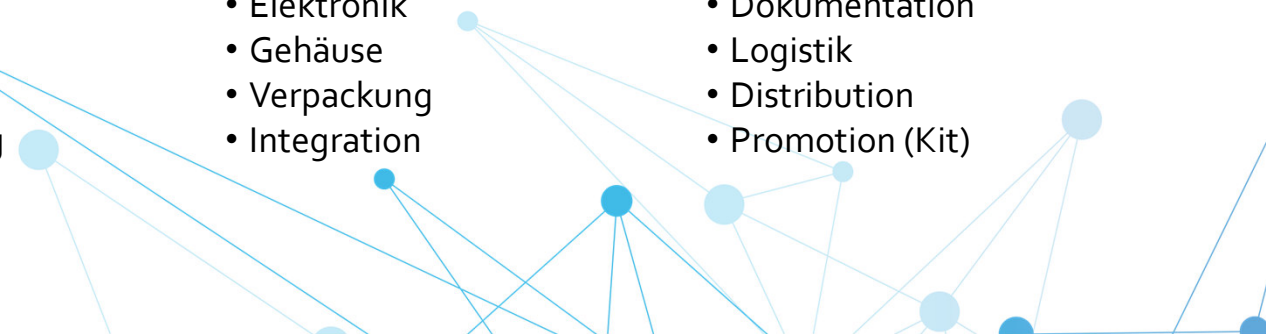 • Elektronik
• Gehäuse
• Verpackung
• Integration
• Dokumentation
• Logistik
• Distribution
• Promotion (Kit)